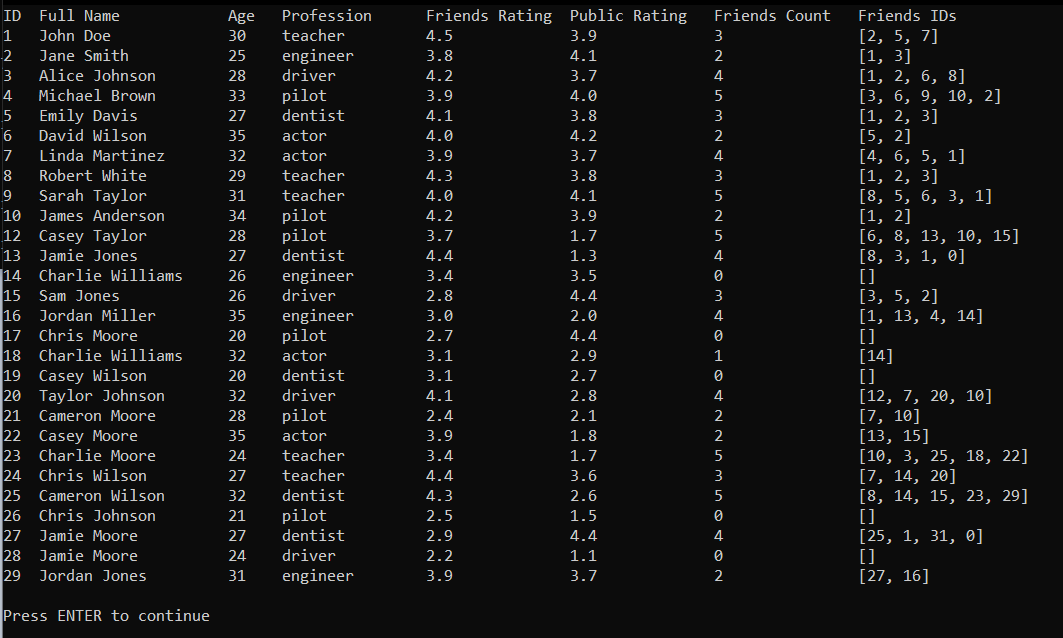 ID  Full Name            Age   Profession      Friends Rating  Public Rating   Friends Count   Friends IDs
1   John Doe             30    teacher         4.5             3.9             3               [2, 5, 7]
2   Jane Smith           25    engineer        3.8             4.1             2               [1, 3]
3   Alice Johnson        28    driver          4.2             3.7             4               [1, 2, 6, 8]
4   Michael Brown        33    pilot           3.9             4.0             5               [3, 6, 9, 10, 2]
5   Emily Davis          27    dentist         4.1             3.8             3               [1, 2, 3]
6   David Wilson         35    actor           4.0             4.2             2               [5, 2]
7   Linda Martinez       32    actor           3.9             3.7             4               [4, 6, 5, 1]
8   Robert White         29    teacher         4.3             3.8             3               [1, 2, 3]
9   Sarah Taylor         31    teacher         4.0             4.1             5               [8, 5, 6, 3, 1]
10  James Anderson       34    pilot           4.2             3.9             2               [1, 2]
12  Casey Taylor         28    pilot           3.7             1.7             5               [6, 8, 13, 10, 15]
13  Jamie Jones          27    dentist         4.4             1.3             4               [8, 3, 1, 0]
14  Charlie Williams     26    engineer        3.4             3.5             0               []
15  Sam Jones            26    driver          2.8             4.4             3               [3, 5, 2]
16  Jordan Miller        35    engineer        3.0             2.0             4               [1, 13, 4, 14]
17  Chris Moore          20    pilot           2.7             4.4             0               []
18  Charlie Williams     32    actor           3.1             2.9             1               [14]
19  Casey Wilson         20    dentist         3.1             2.7             0               []
20  Taylor Johnson       32    driver          4.1             2.8             4               [12, 7, 20, 10]
21  Cameron Moore        28    pilot           2.4             2.1             2               [7, 10]
22  Casey Moore          35    actor           3.9             1.8             2               [13, 15]
23  Charlie Moore        24    teacher         3.4             1.7             5               [10, 3, 25, 18, 22]
24  Chris Wilson         27    teacher         4.4             3.6             3               [7, 14, 20]
25  Cameron Wilson       32    dentist         4.3             2.6             5               [8, 14, 15, 23, 29]
26  Chris Johnson        21    pilot           2.5             1.5             0               []
27  Jamie Moore          27    dentist         2.9             4.4             4               [25, 1, 31, 0]
28  Jamie Moore          24    driver          2.2             1.1             0               []
29  Jordan Jones         31    engineer        3.9             3.7             2               [27, 16]
Press ENTER to continue